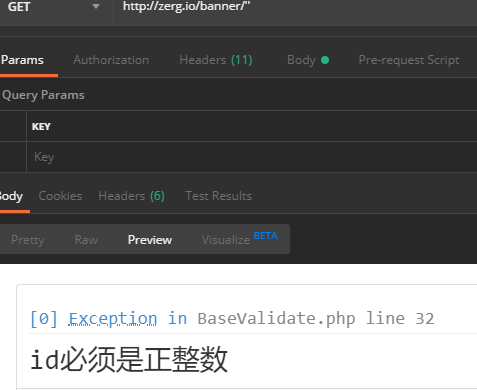 GET http://zerg.io/banner/"
Params Authorization Headers (11) Body Pre-request Script
Query Params
KEY
Key
Body Cookies Headers (6) Test Results
Pretty Raw Preview Visualize BETA
[0] Exception in BaseValidate.php line 32
id必须是正整数